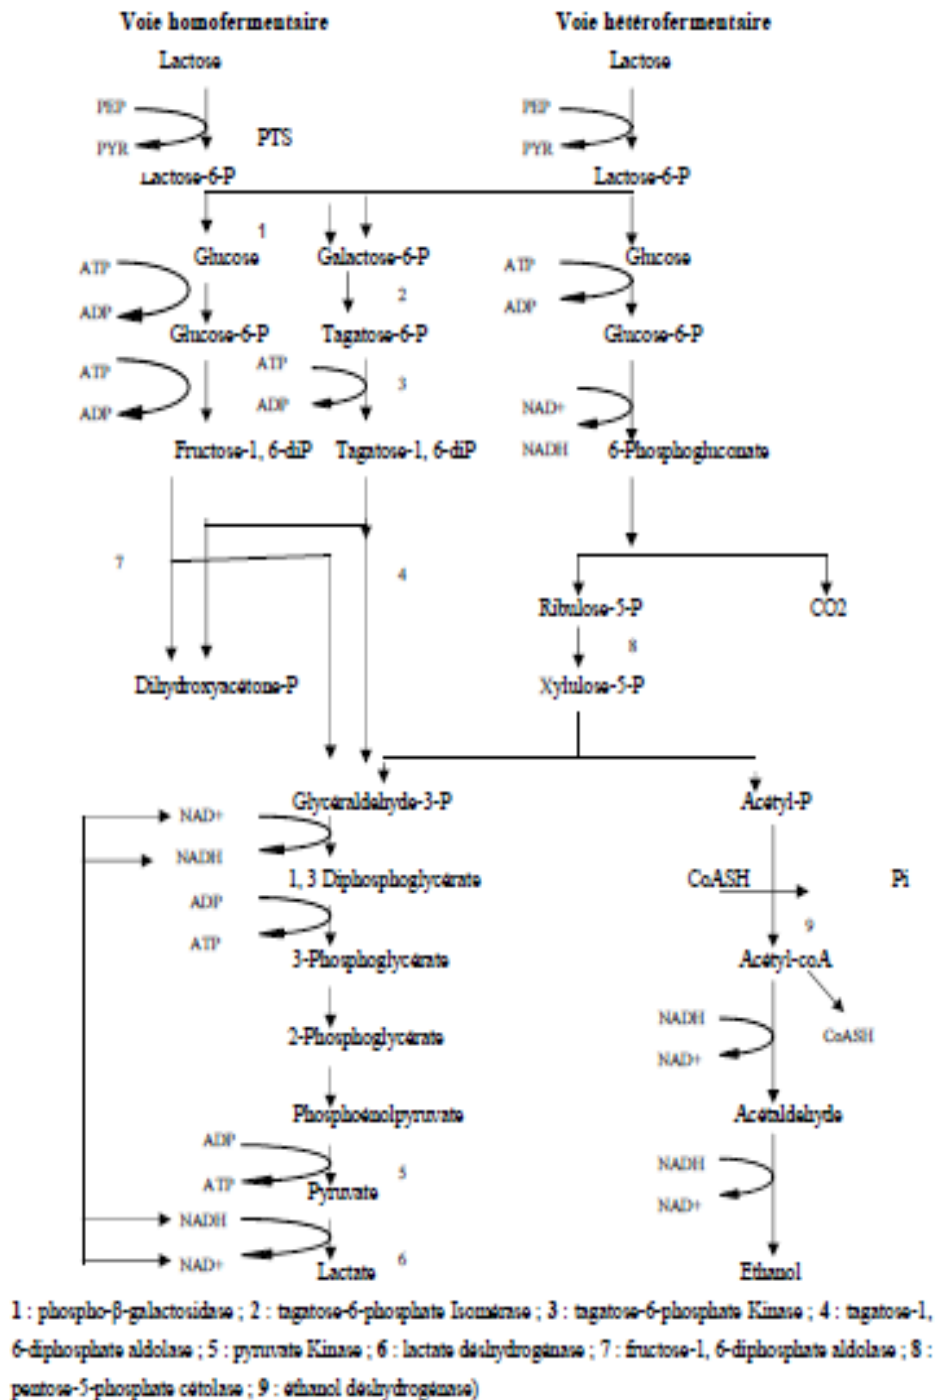 Voie homofermentaire Voie hétérofermentaire
Lactose Lactose
PEP PEP
PTS
PYR PYR
Lactose-6-P Lactose-6-P
1
Glucose Galactose-6-P Glucose
ATP ATP
2
ADP ADP
Glucose-6-P Tagatose-6-P Glucose-6-P
ATP ATP
3
ADP ADP NAD+
Fructose-1, 6-diP Tagatose-1, 6-diP NADH 6-Phosphogluconate
7 4
Ribulose-5-P CO2
8
Dihydroxyacétone-P Xylulose-5-P
Glycéraldehyde-3-P Acétyl-P
NAD+
NADH
1, 3 Diphosphoglycérate CoASH Pi
ADP
9
ATP
3-Phosphoglycérate Acétyl-coA
NADH
2-Phosphoglycérate CoASH
NAD+
Phosphoénolpyruvate Acétaldehyde
ADP
NADH
5
ATP Pyruvate
NADH NAD+
6
NAD+ Lactate Ethanol
1 : phospho-β-galactosidase ; 2 : tagatose-6-phosphate Isomérase ; 3 : tagatose-6-phosphate Kinase ; 4 : tagatose-1,
6-diphosphate aldolase ; 5 : pyruvate Kinase ; 6 : lactate déshydrogénase ; 7 : fructose-1, 6-diphosphate aldolase ; 8 :
pentose-5-phosphate cétolase ; 9 : éthanol déshydrogénase)